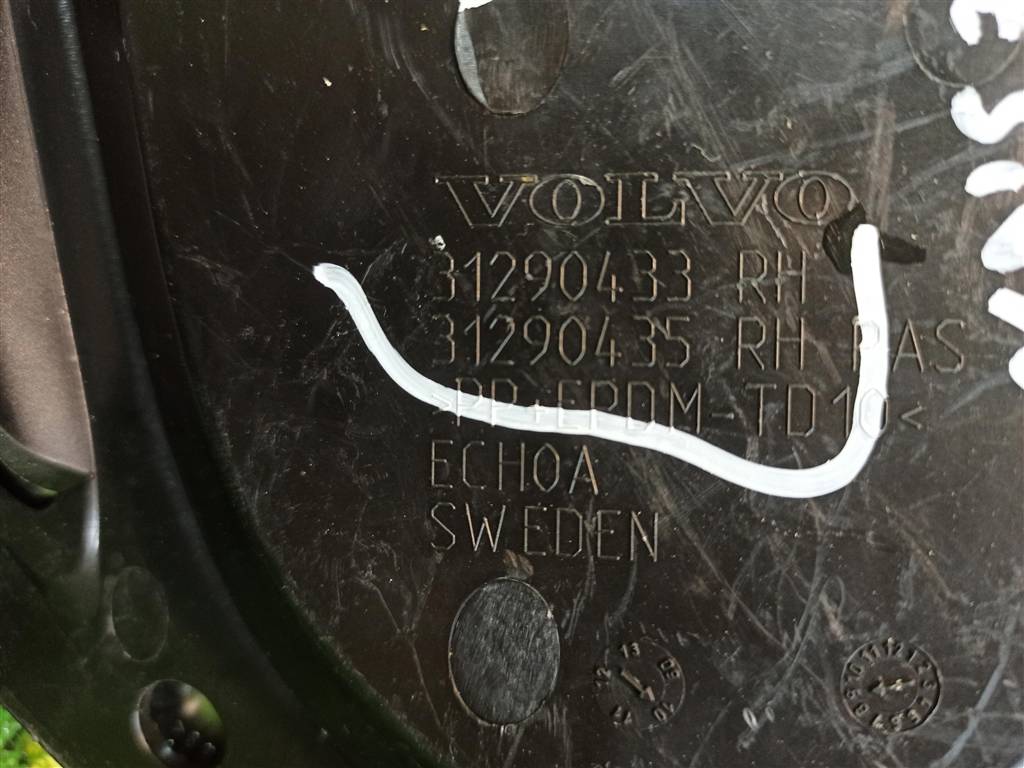 VOLVO
31290433 RH
31290435 RH PAS
>PP+EPDM-TD10<
ECHOA
SWEDEN